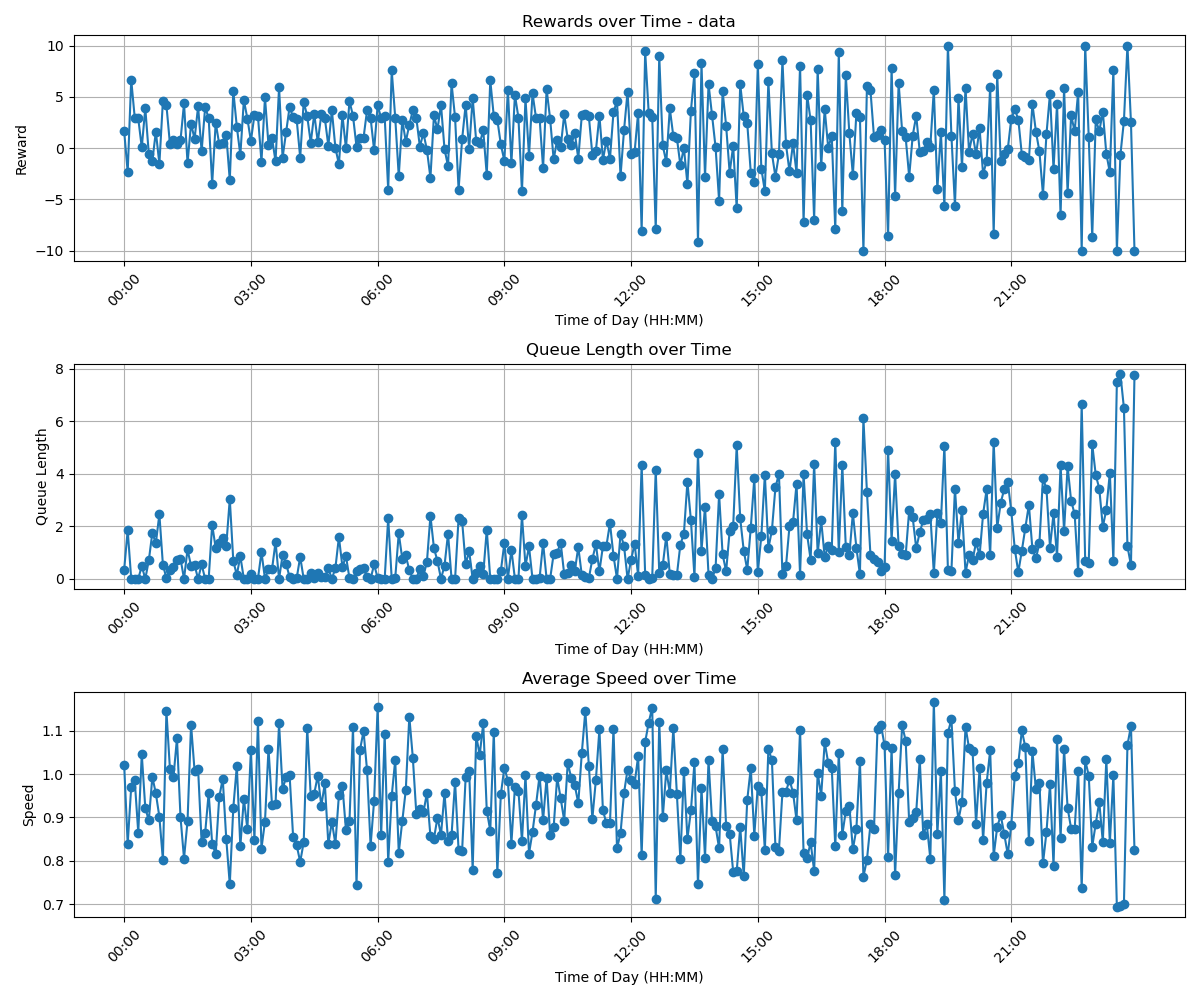 Rewards over Time - data
Reward
10
5
0
−5
−10
00:00 03:00 06:00 09:00 12:00 15:00 18:00 21:00
Time of Day (HH:MM)
Queue Length over Time
Queue Length
8
6
4
2
0
00:00 03:00 06:00 09:00 12:00 15:00 18:00 21:00
Time of Day (HH:MM)
Average Speed over Time
Speed
1.1
1.0
0.9
0.8
0.7
00:00 03:00 06:00 09:00 12:00 15:00 18:00 21:00
Time of Day (HH:MM)